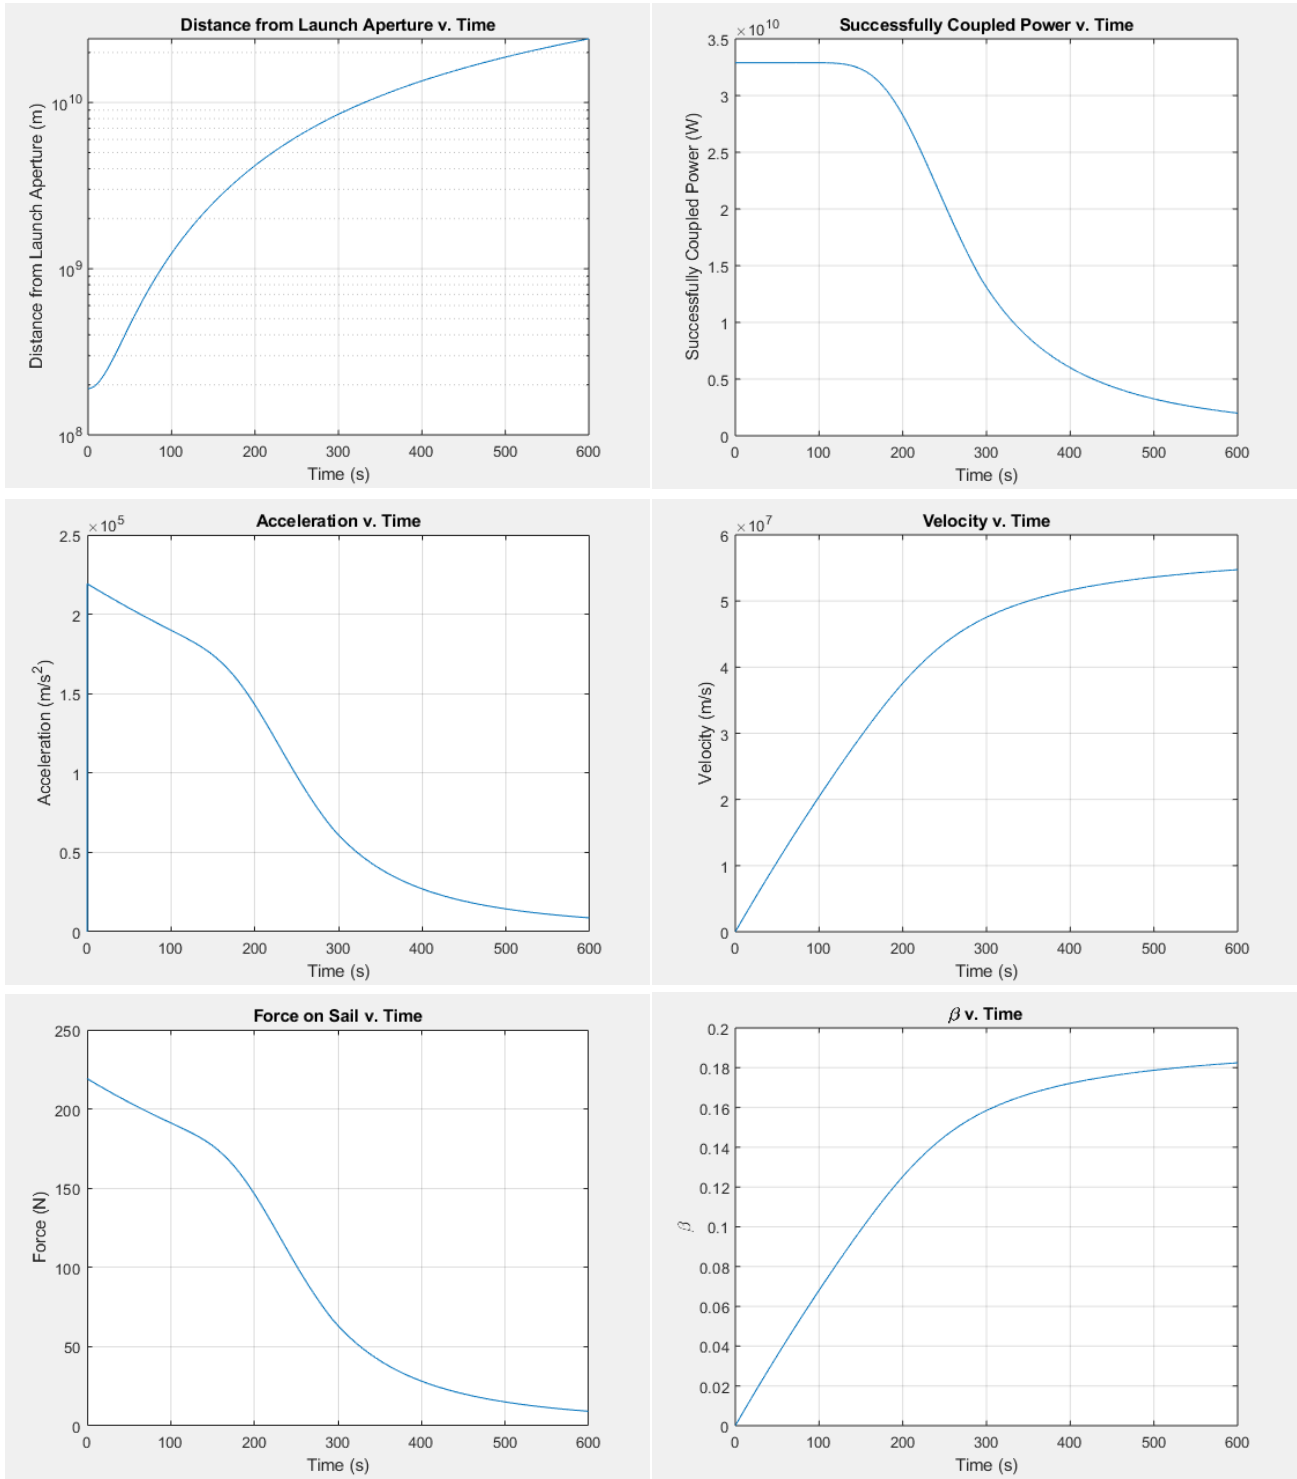 Distance from Launch Aperture v. Time
Distance from Launch Aperture (m)
10^10
10^9
10^8
0 100 200 300 400 500 600
Time (s)
Successfully Coupled Power v. Time
×10^10
Successfully Coupled Power (W)
3.5
3
2.5
2
1.5
1
0.5
0
0 100 200 300 400 500 600
Time (s)
Acceleration v. Time
×10^5
Acceleration (m/s^2)
2.5
2
1.5
1
0.5
0
0 100 200 300 400 500 600
Time (s)
Velocity v. Time
×10^7
Velocity (m/s)
6
5
4
3
2
1
0
0 100 200 300 400 500 600
Time (s)
Force on Sail v. Time
Force (N)
250
200
150
100
50
0
0 100 200 300 400 500 600
Time (s)
β v. Time
β
0.2
0.18
0.16
0.14
0.12
0.1
0.08
0.06
0.04
0.02
0
0 100 200 300 400 500 600
Time (s)